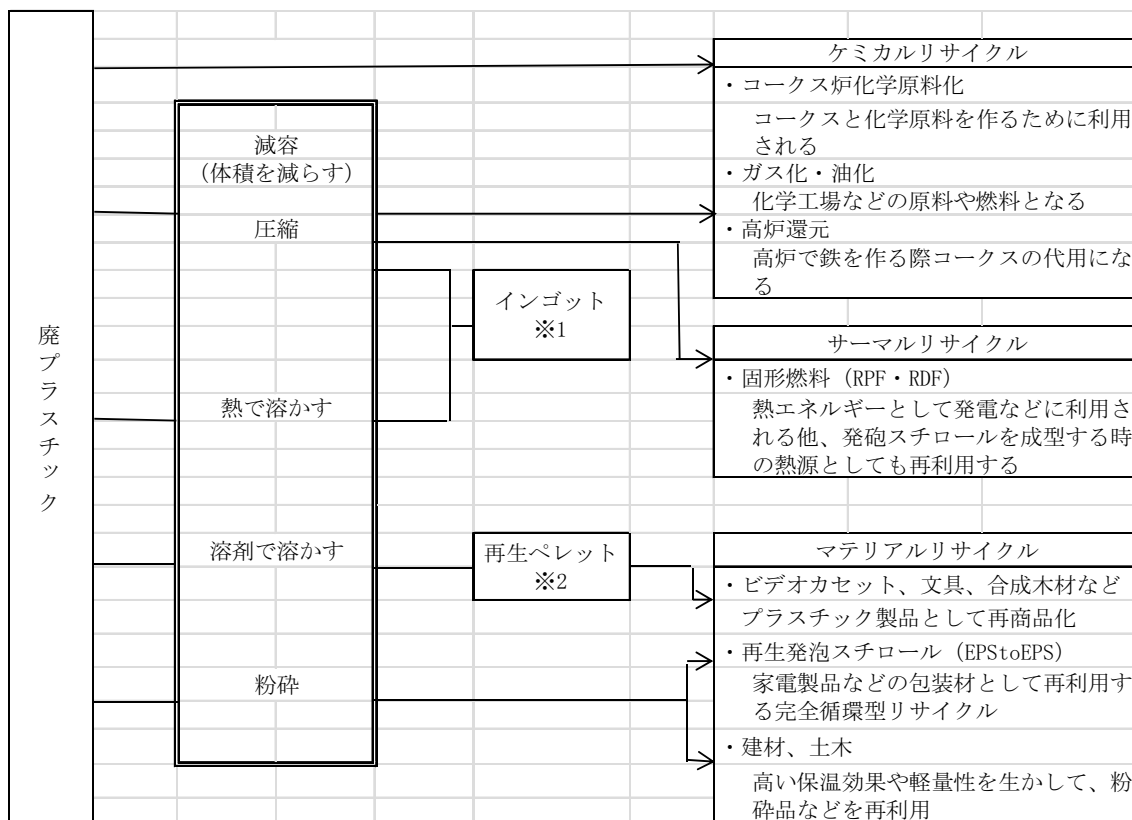 廃プラスチック
減容
（体積を減らす）
圧縮
熱で溶かす
溶剤で溶かす
粉砕
インゴット
※1
再生ペレット
※2
ケミカルリサイクル
・コークス炉化学原料化
コークスと化学原料を作るために利用
される
・ガス化・油化
化学工場などの原料や燃料となる
・高炉還元
高炉で鉄を作る際コークスの代用にな
る
サーマルリサイクル
・固形燃料（RPF・RDF）
熱エネルギーとして発電などに利用さ
れる他、発砲スチロールを成型する時
の熱源としても再利用する
マテリアルリサイクル
・ビデオカセット、文具、合成木材など
プラスチック製品として再商品化
・再生発泡スチロール（EPStoEPS）
家電製品などの包装材として再利用す
る完全循環型リサイクル
・建材、土木
高い保温効果や軽量性を生かして、粉
砕品などを再利用